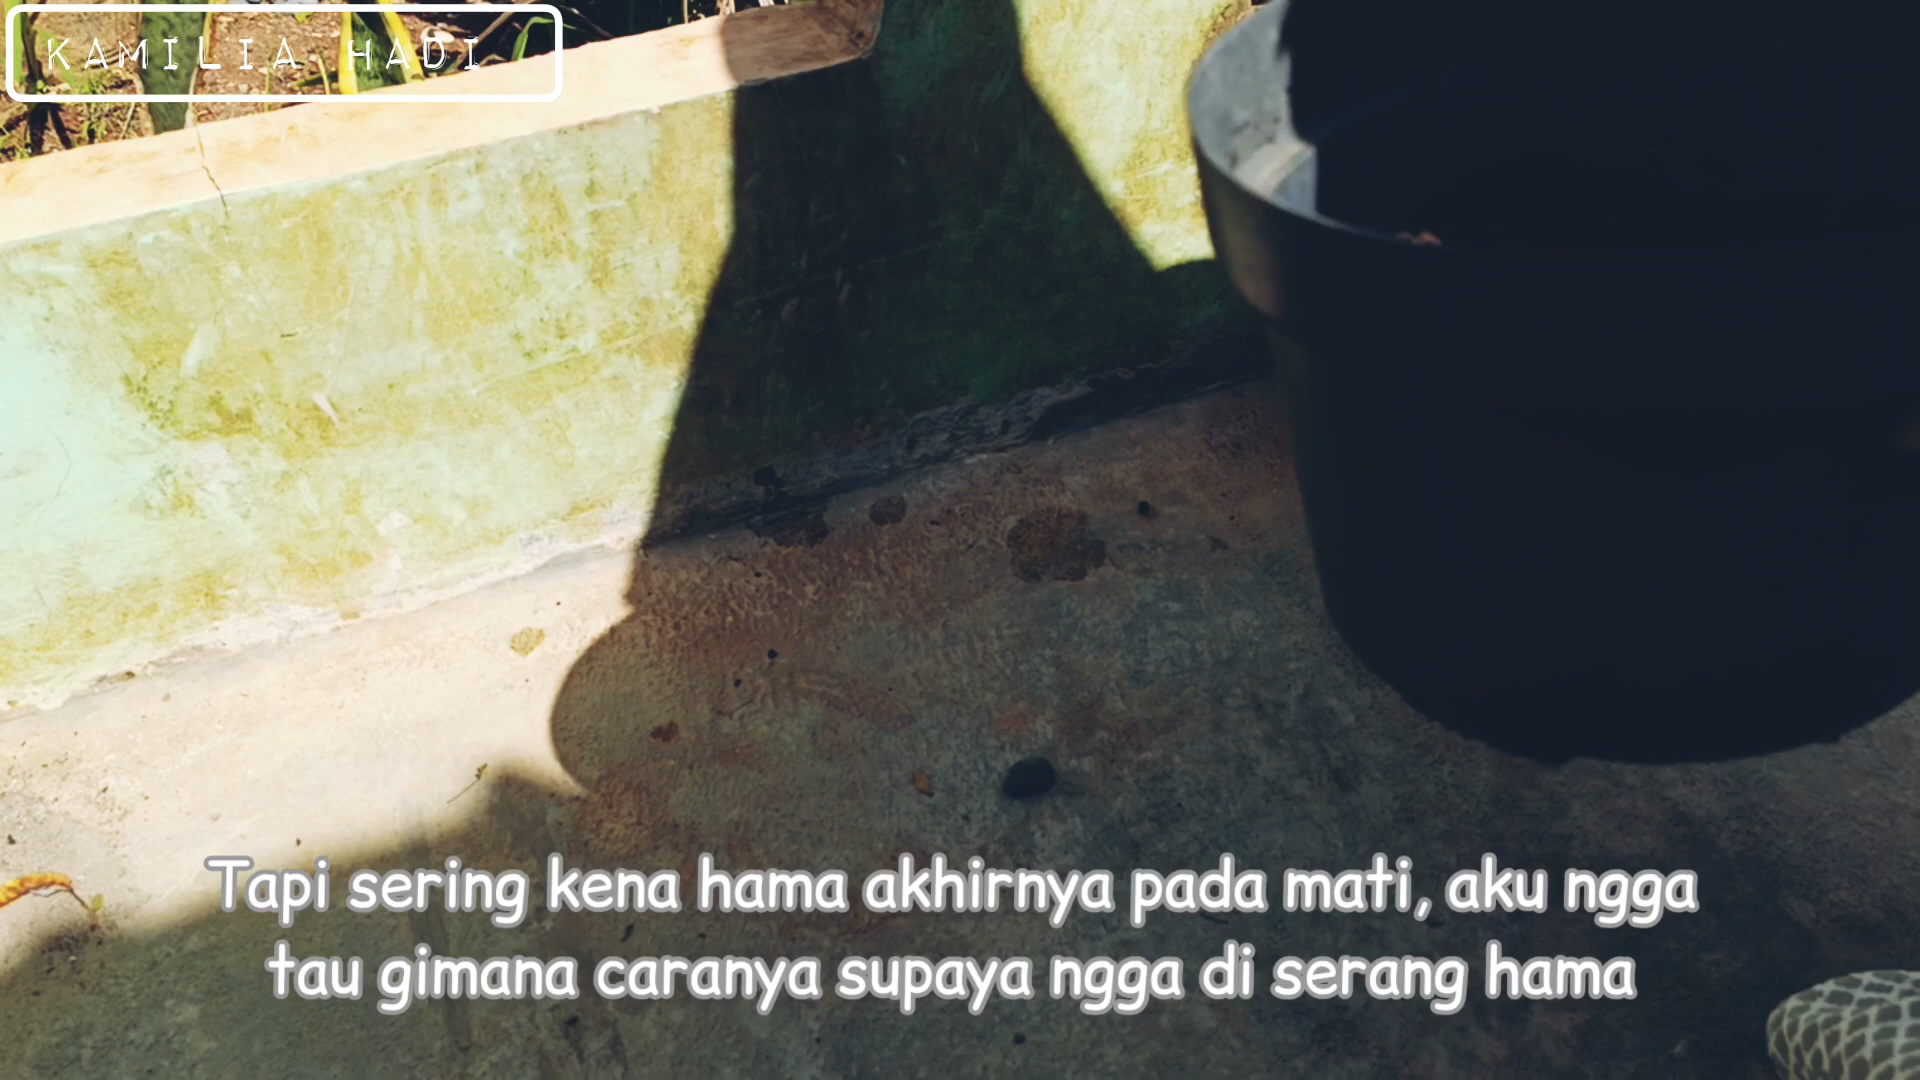 KAMILIA HADI
Tapi sering kena hama akhirnya pada mati, aku ngga
tau gimana caranya supaya ngga di serang hama